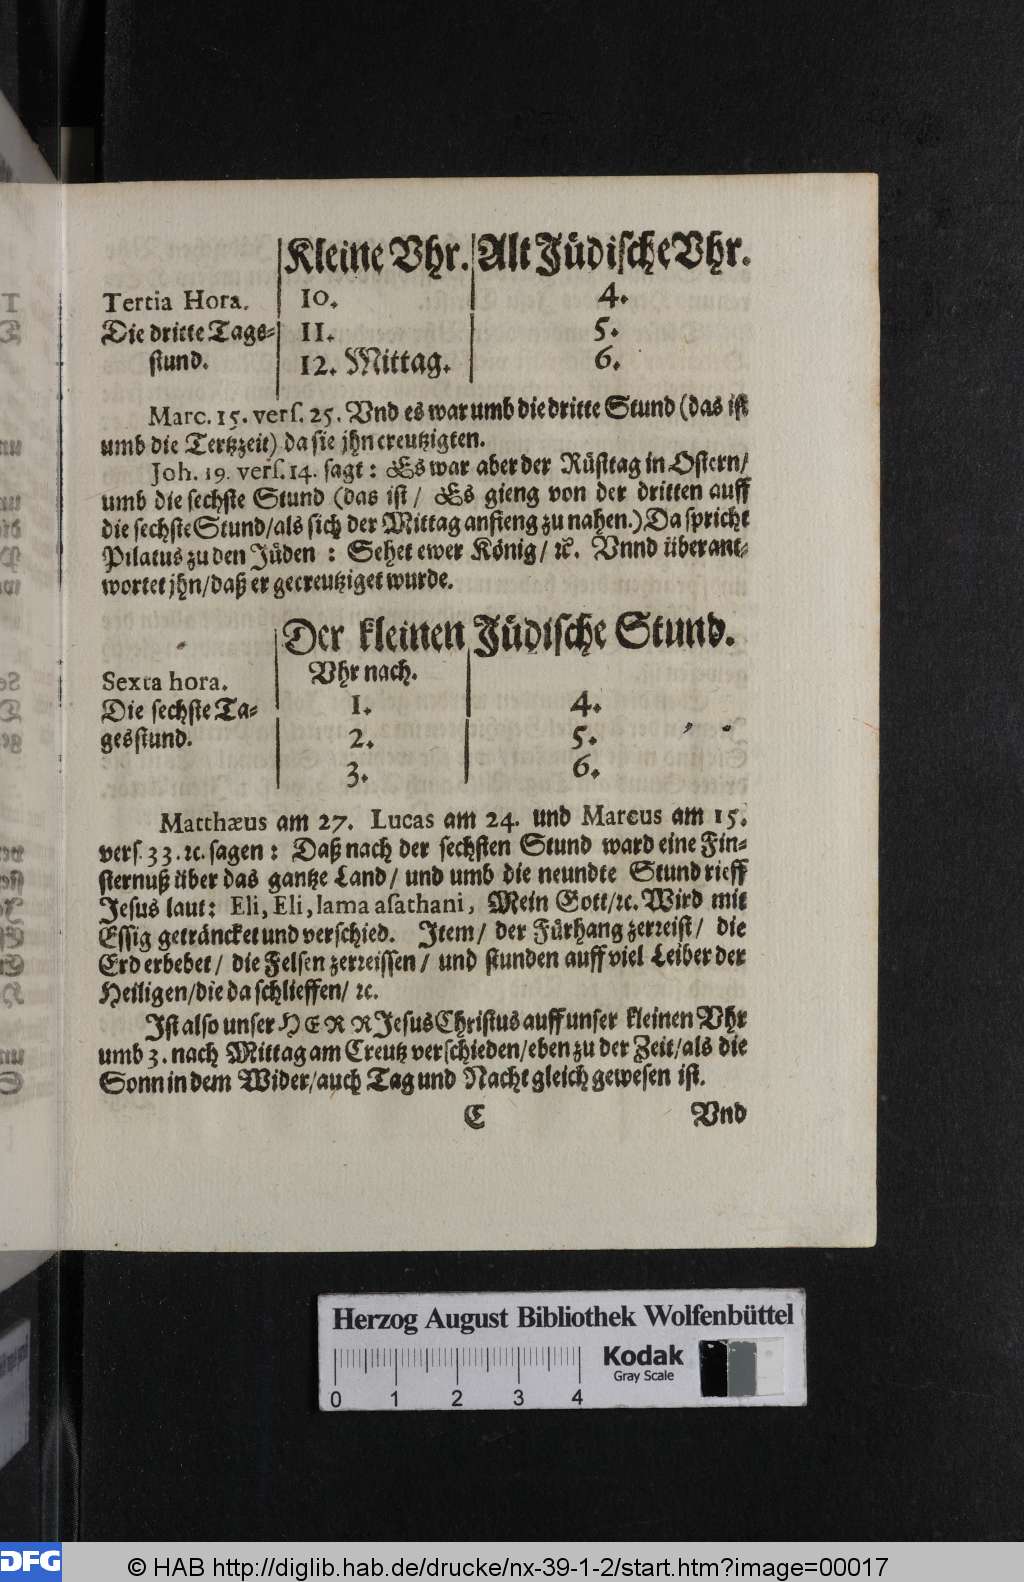 Kleine Vhr. Alt Jüdische Vhr.
Tertia Hora. 10. 4.
Die dritte Tags- 11. 5.
stund. 12. Mittag. 6.
Marc. 15. vers. 25. Vnd es war umb die dritte Stund (das ist
umb die Tertzzeit) da sie jhn creutzigten.
Joh. 19. vers. 14. sagt: Es war aber der Rüsttag in Ostern/
umb die sechste Stund (das ist/ Es gieng von der dritten auff
die sechste Stund/als sich der Mittag anfieng zu nahen.) Da spricht
Pilatus zu den Jüden: Sehet ewer König/ ꝛc. Vnnd überant-
wortet jhn/daß er gecreutziget wurde.
Der kleinen Jüdische Stund.
Vhr nach.
Sexta hora.
Die sechste Ta- 1. 4.
gesstund. 2. 5.
3. 6.
Matthæus am 27. Lucas am 24. und Marcus am 15.
vers. 33. ꝛc. sagen: Daß nach der sechsten Stund ward eine Fin-
sternuß über das gantze Land/ und umb die neundte Stund rieff
Jesus laut: Eli, Eli, lama asathani, Mein Gott/ꝛc. Wird mit
Essig geträncket und verschied. Item/ der Fürhang zerreist/ die
Erd erbebet/ die Felsen zerreissen/ und stunden auff viel Leiber der
Heiligen/die da schlieffen/ ꝛc.
Ist also unser HERR Jesus Christus auff unser kleinen Vhr
umb 3. nach Mittag am Creutz verschieden/eben zu der Zeit/als die
Sonn in dem Wider/auch Tag und Nacht gleich gewesen ist.
C Vnd
Herzog August Bibliothek Wolfenbüttel
Kodak
Gray Scale
0 1 2 3 4
DFG © HAB http://diglib.hab.de/drucke/nx-39-1-2/start.htm?image=00017